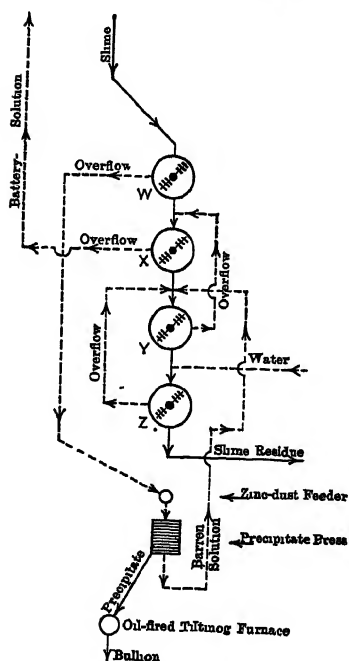 Slime
Battery-
Solution
Overflow
W
Overflow
X
Overflow
Y
Overflow
Water
Z
Slime Residue
Zinc-dust Feeder
Barren
Solution
Precipitate Press
Precipitate
Oil-fired Tilting Furnace
Bullion